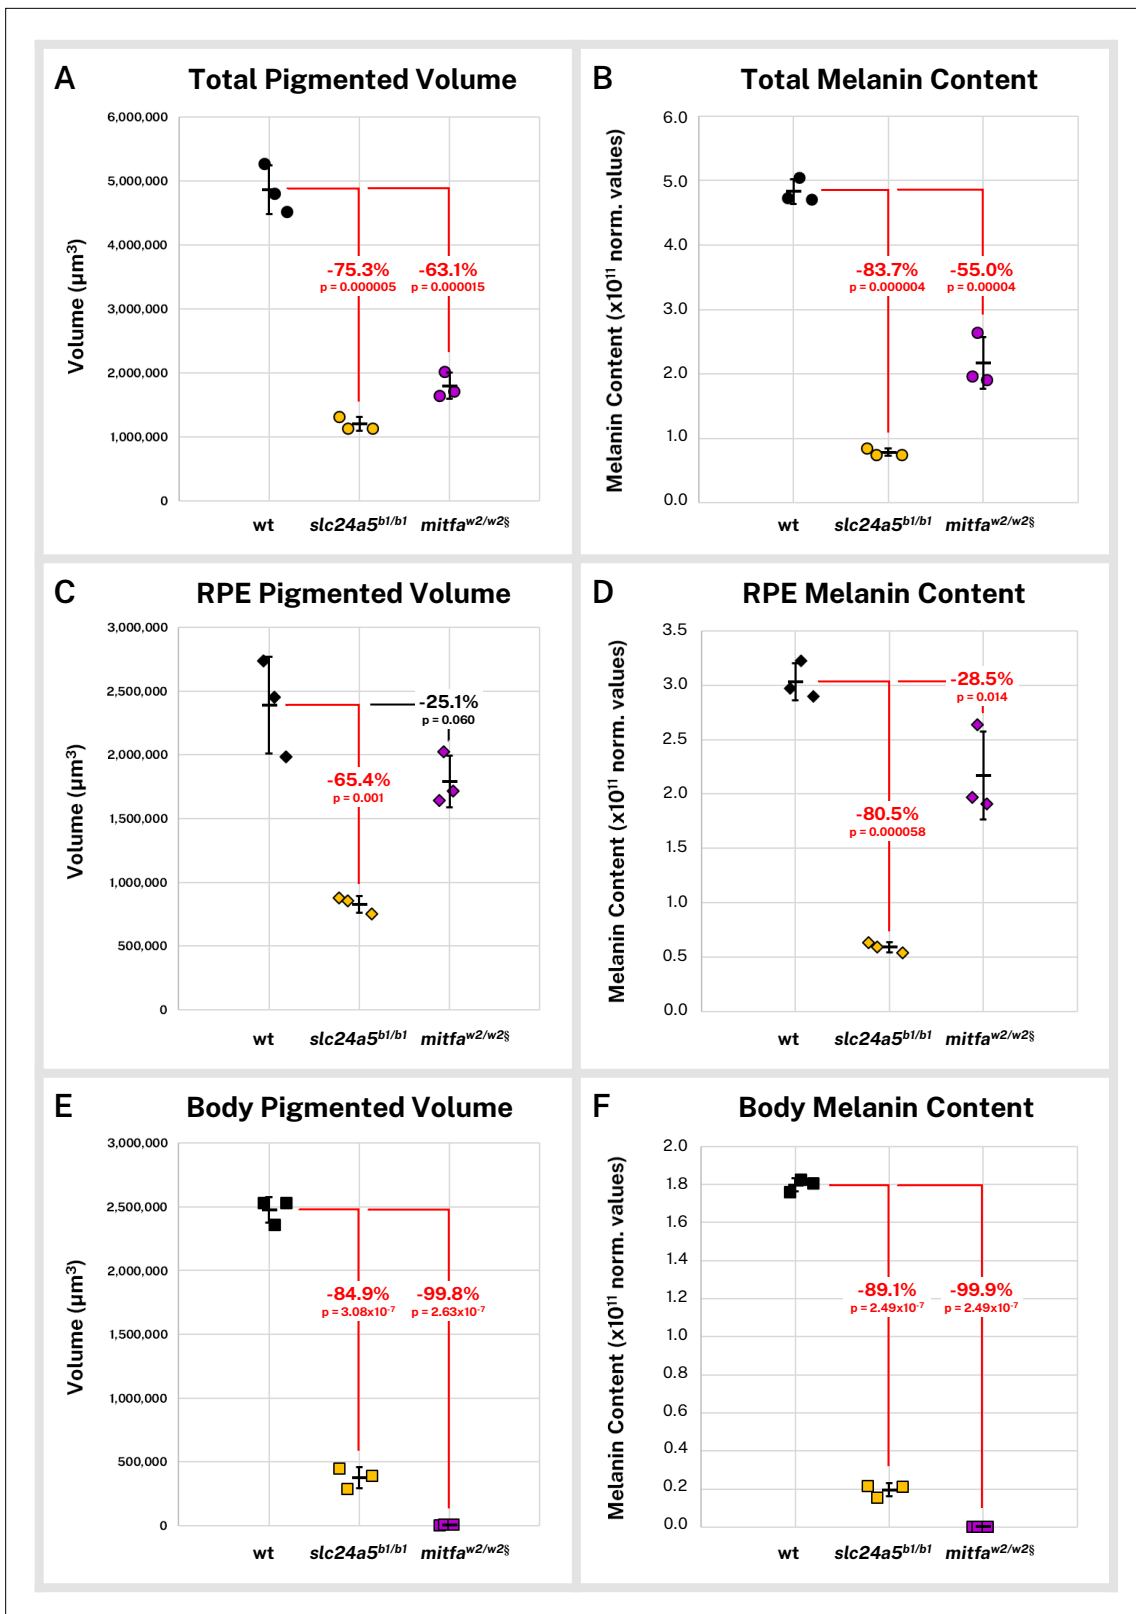 A Total Pigmented Volume
Volume (µm³)
6,000,000
5,000,000
4,000,000
3,000,000
2,000,000
1,000,000
0
-75.3%
p = 0.000005
-63.1%
p = 0.000015
wt slc24a5b1/b1 mitfaw2/w2§
B Total Melanin Content
Melanin Content (x10¹¹ norm. values)
6.0
5.0
4.0
3.0
2.0
1.0
0.0
-83.7%
p = 0.000004
-55.0%
p = 0.00004
wt slc24a5b1/b1 mitfaw2/w2§
C RPE Pigmented Volume
Volume (µm³)
3,000,000
2,500,000
2,000,000
1,500,000
1,000,000
500,000
0
-65.4%
p = 0.001
-25.1%
p = 0.060
wt slc24a5b1/b1 mitfaw2/w2§
D RPE Melanin Content
Melanin Content (x10¹¹ norm. values)
3.5
3.0
2.5
2.0
1.5
1.0
0.5
0.0
-80.5%
p = 0.000058
-28.5%
p = 0.014
wt slc24a5b1/b1 mitfaw2/w2§
E Body Pigmented Volume
Volume (µm³)
3,000,000
2,500,000
2,000,000
1,500,000
1,000,000
500,000
0
-84.9%
p = 3.08x10⁻⁷
-99.8%
p = 2.63x10⁻⁷
wt slc24a5b1/b1 mitfaw2/w2§
F Body Melanin Content
Melanin Content (x10¹¹ norm. values)
2.0
1.8
1.6
1.4
1.2
1.0
0.8
0.6
0.4
0.2
0.0
-89.1%
p = 2.49x10⁻⁷
-99.9%
p = 2.49x10⁻⁷
wt slc24a5b1/b1 mitfaw2/w2§